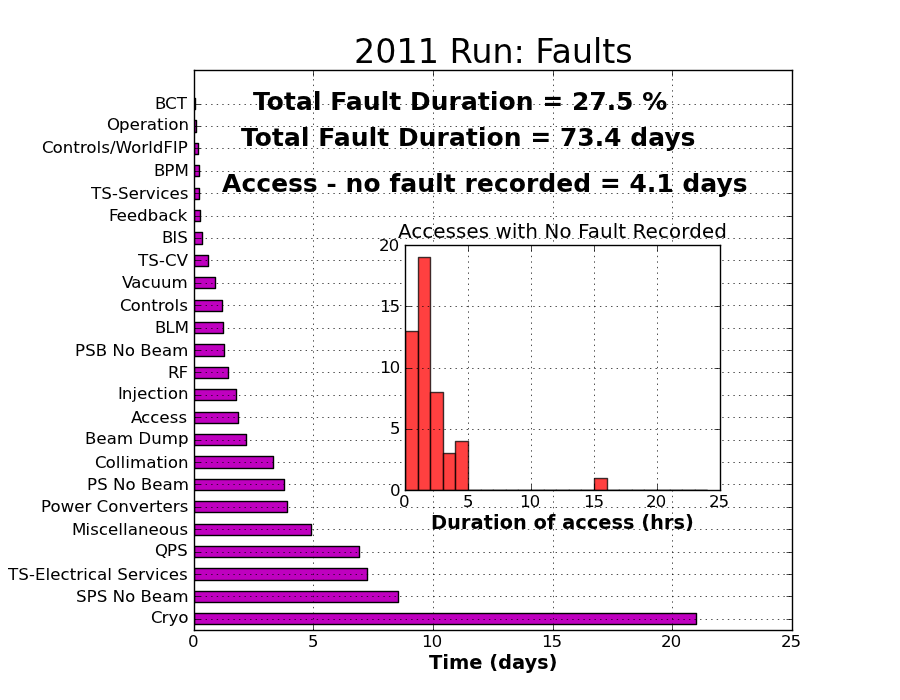 2011 Run: Faults
Total Fault Duration = 27.5 %
Total Fault Duration = 73.4 days
Access - no fault recorded = 4.1 days
BCT
Operation
Controls/WorldFIP
BPM
TS-Services
Feedback
BIS
TS-CV
Vacuum
Controls
BLM
PSB No Beam
RF
Injection
Access
Beam Dump
Collimation
PS No Beam
Power Converters
Miscellaneous
QPS
TS-Electrical Services
SPS No Beam
Cryo
0 5 10 15 20 25
Time (days)
Accesses with No Fault Recorded
20
15
10
5
0
0 5 10 15 20 25
Duration of access (hrs)